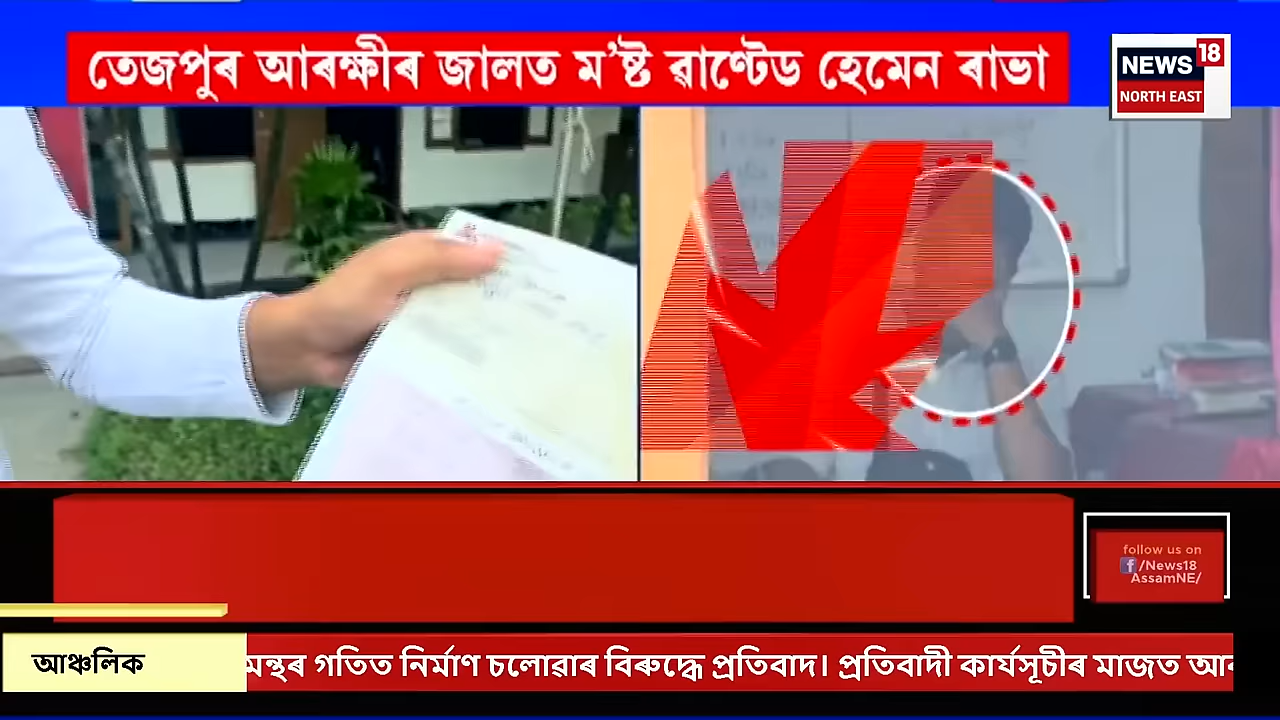 তেজপুৰ আৰক্ষীৰ জালত ম'ষ্ট ৱাণ্টেড হেমেন ৰাভা
NEWS 18
NORTH EAST
follow us on
/News18
AssamNE/
আঞ্চলিক
মন্থৰ গতিত নিৰ্মাণ চলোৱাৰ বিৰুদ্ধে প্ৰতিবাদ। প্ৰতিবাদী কাৰ্যসূচীৰ মাজত